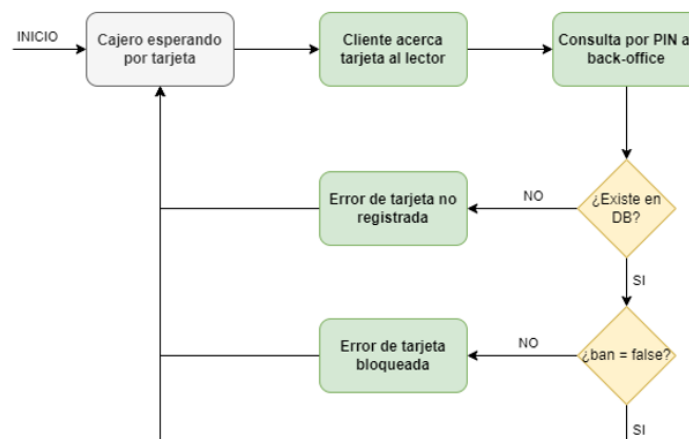 INICIO
Cajero esperando
por tarjeta
Cliente acerca
tarjeta al lector
Consulta por PIN a
back-office
¿Existe en
DB?
NO
Error de tarjeta no
registrada
SI
¿ban = false?
NO
Error de tarjeta
bloqueada
SI